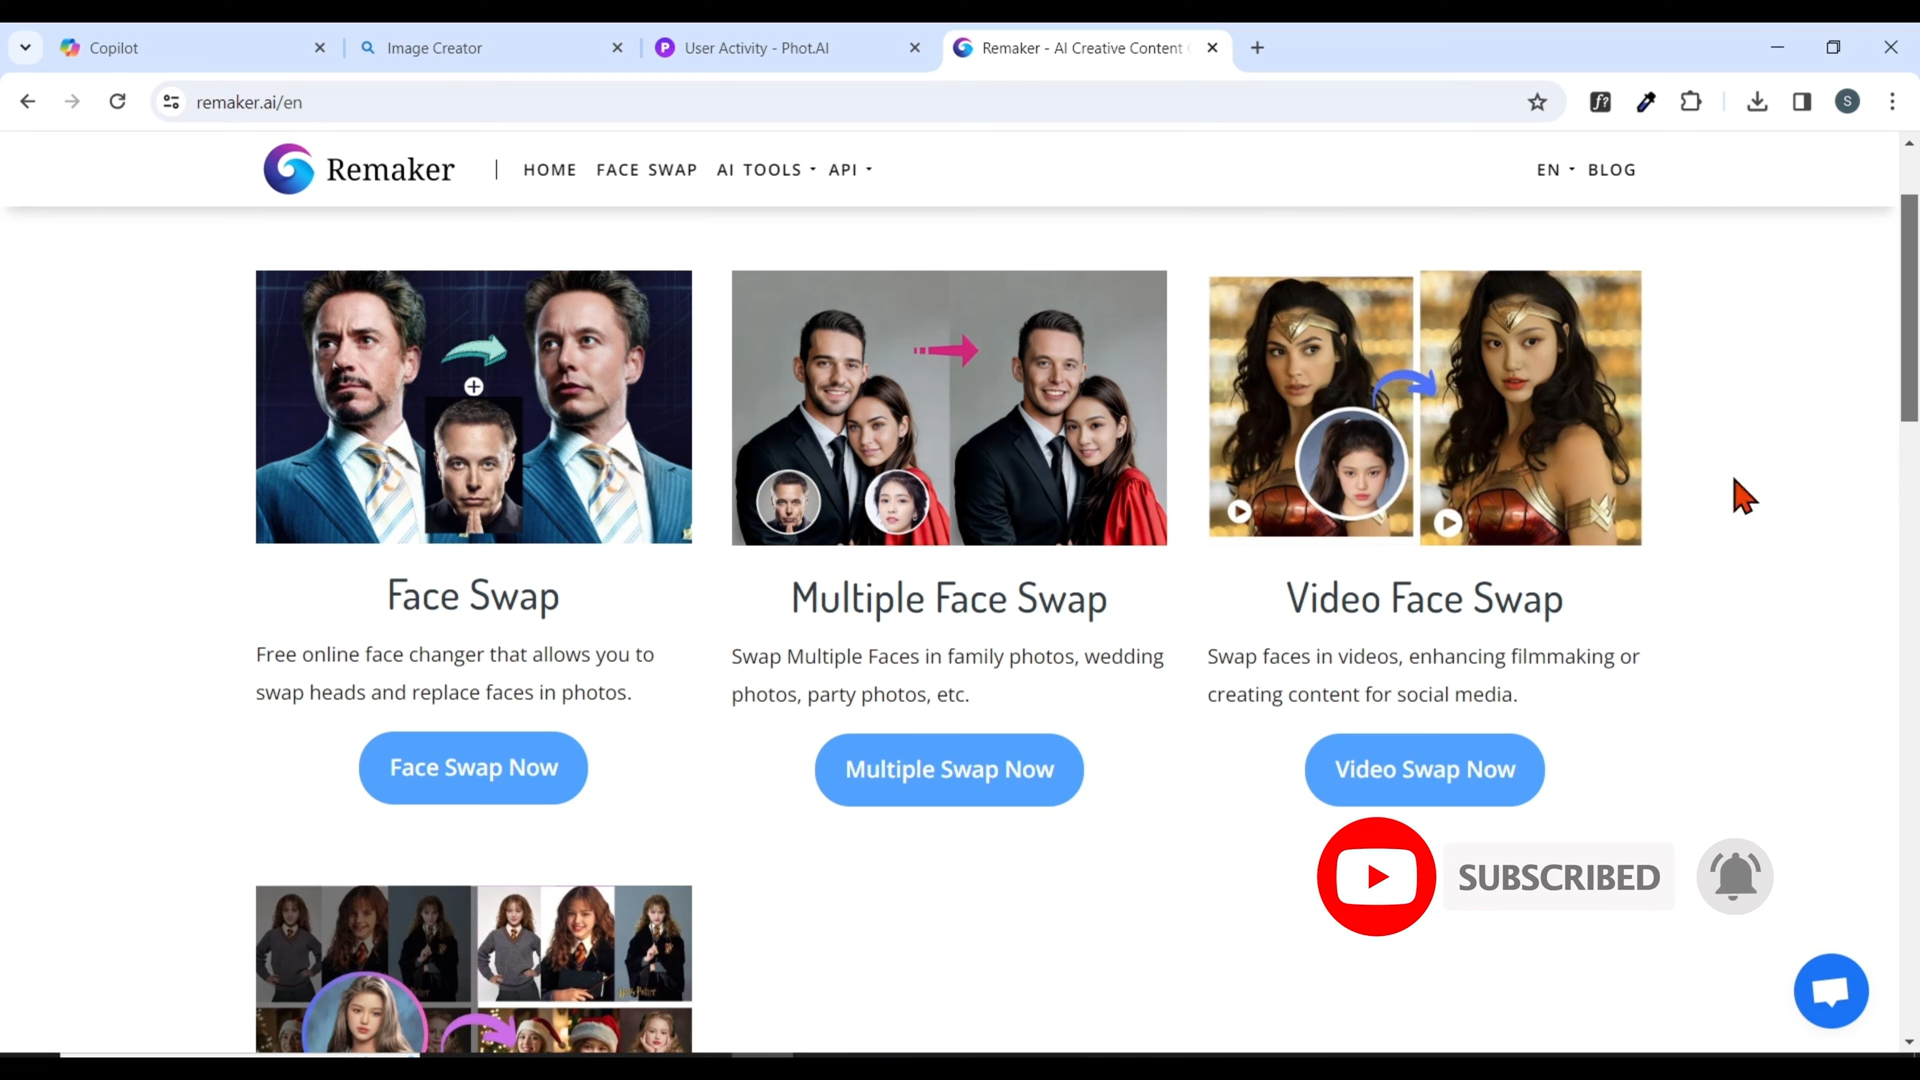 Copilot
Image Creator
User Activity - Phot.AI
Remaker - AI Creative Content
remaker.ai/en
f?
S
Remaker
HOME FACE SWAP AI TOOLS API
EN BLOG
Face Swap
Free online face changer that allows you to
swap heads and replace faces in photos.
Face Swap Now
Multiple Face Swap
Swap Multiple Faces in family photos, wedding
photos, party photos, etc.
Multiple Swap Now
Video Face Swap
Swap faces in videos, enhancing filmmaking or
creating content for social media.
Video Swap Now
SUBSCRIBED